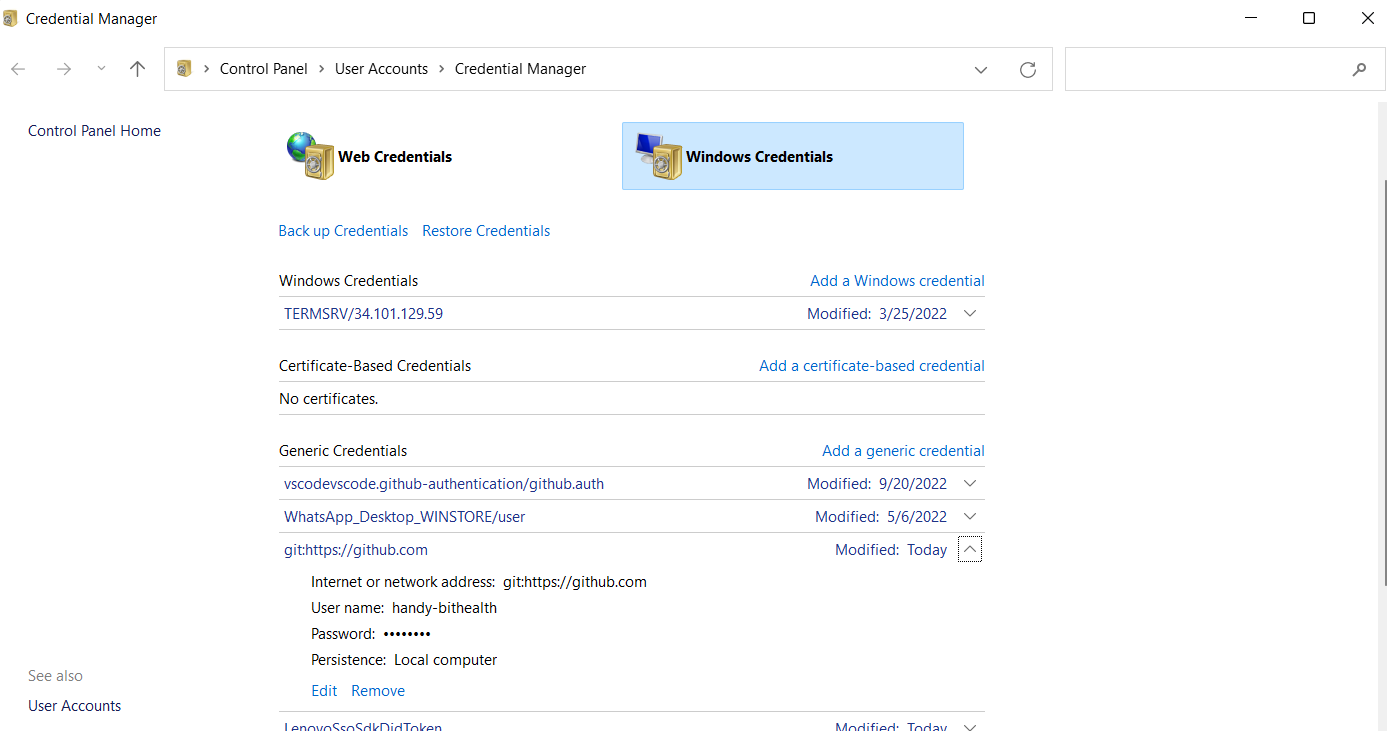 Credential Manager
Control Panel > User Accounts > Credential Manager
Control Panel Home
Web Credentials
Windows Credentials
Back up Credentials Restore Credentials
Windows Credentials Add a Windows credential
TERMSRV/34.101.129.59 Modified: 3/25/2022
Certificate-Based Credentials Add a certificate-based credential
No certificates.
Generic Credentials Add a generic credential
vscodevscode.github-authentication/github.auth Modified: 9/20/2022
WhatsApp_Desktop_WINSTORE/user Modified: 5/6/2022
git:https://github.com Modified: Today
Internet or network address: git:https://github.com
User name: handy-bithealth
Password: ••••••••
Persistence: Local computer
Edit Remove
LenovoSsoSdkDidToken Modified: Today
See also
User Accounts